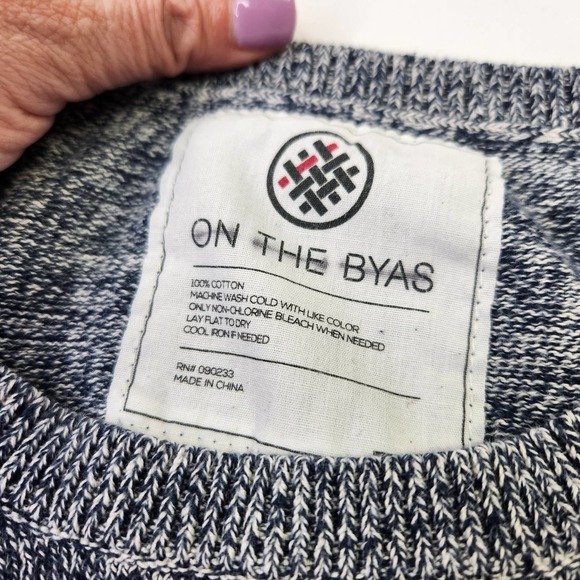 ON THE BYAS
100% COTTON
MACHINE WASH COLD WITH LIKE COLOR
ONLY NON-CHLORINE BLEACH WHEN NEEDED
LAY FLAT TO DRY
COOL IRON IF NEEDED
RN# 090233
MADE IN CHINA